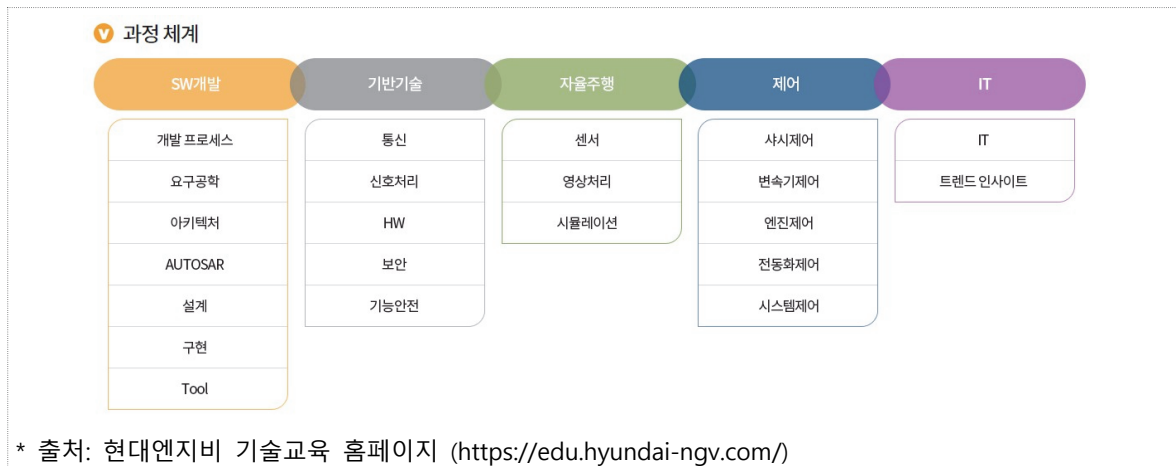 과정 체계
SW개발 기반기술 자율주행 제어 IT
개발 프로세스 통신 센서 샤시제어 IT
요구공학 신호처리 영상처리 변속기제어 트렌드 인사이트
아키텍처 HW 시뮬레이션 엔진제어
AUTOSAR 보안 전동화제어
설계 기능안전 시스템제어
구현
Tool
* 출처: 현대엔지비 기술교육 홈페이지 (https://edu.hyundai-ngv.com/)